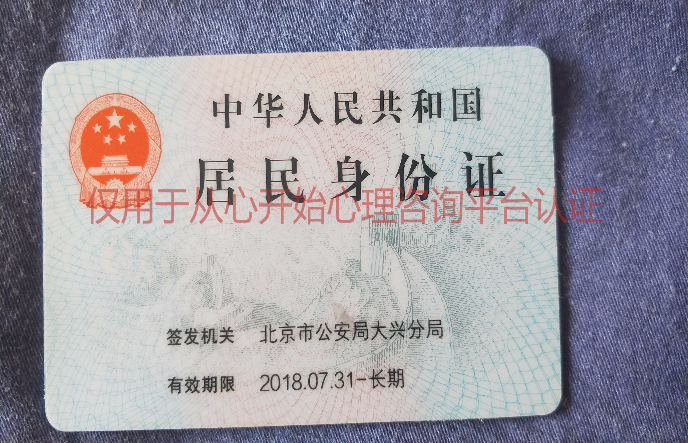 中华人民共和国
居民身份证
仅用于从心开始心理咨询平台认证
签发机关 北京市公安局大兴分局
有效期限 2018.07.31-长期